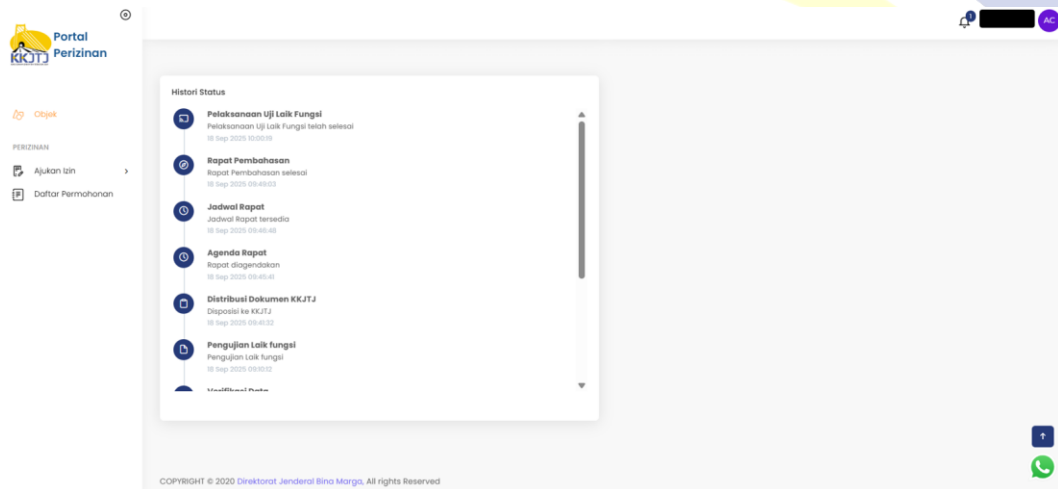 Portal
Perizinan
KKJTJ
1
AC
Objek
PERIZINAN
Ajukan Izin
Daftar Permohonan
Histori Status
Pelaksanaan Uji Laik Fungsi
Pelaksanaan Uji Laik Fungsi telah selesai
18 Sep 2025 10:00:19
Rapat Pembahasan
Rapat Pembahasan selesai
18 Sep 2025 09:49:03
Jadwal Rapat
Jadwal Rapat tersedia
18 Sep 2025 09:46:46
Agenda Rapat
Rapat diagendakan
18 Sep 2025 09:45:41
Distribusi Dokumen KKJTJ
Disposisi ke KKJTJ
18 Sep 2025 09:41:32
Pengujian Laik fungsi
Pengujian Laik fungsi
18 Sep 2025 09:10:12
Verifikasi Data
COPYRIGHT © 2020 Direktorat Jenderal Bina Marga, All rights Reserved